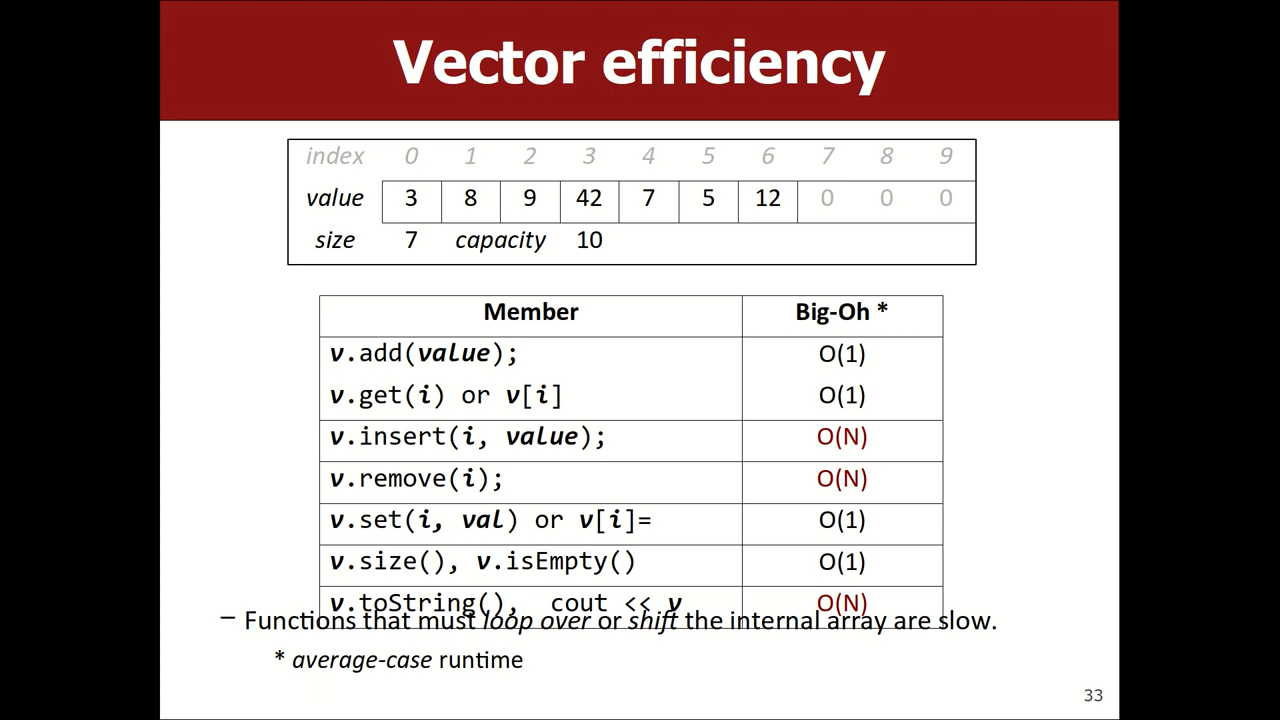 Vector efficiency
index 0 1 2 3 4 5 6 7 8 9
value 3 8 9 42 7 5 12 0 0 0
size 7 capacity 10
Member Big-Oh *
v.add(value); O(1)
v.get(i) or v[i] O(1)
v.insert(i, value); O(N)
v.remove(i); O(N)
v.set(i, val) or v[i]= O(1)
v.size(), v.isEmpty() O(1)
v.toString(), cout << v O(N)
– Functions that must loop over or shift the internal array are slow.
* average-case runtime
33